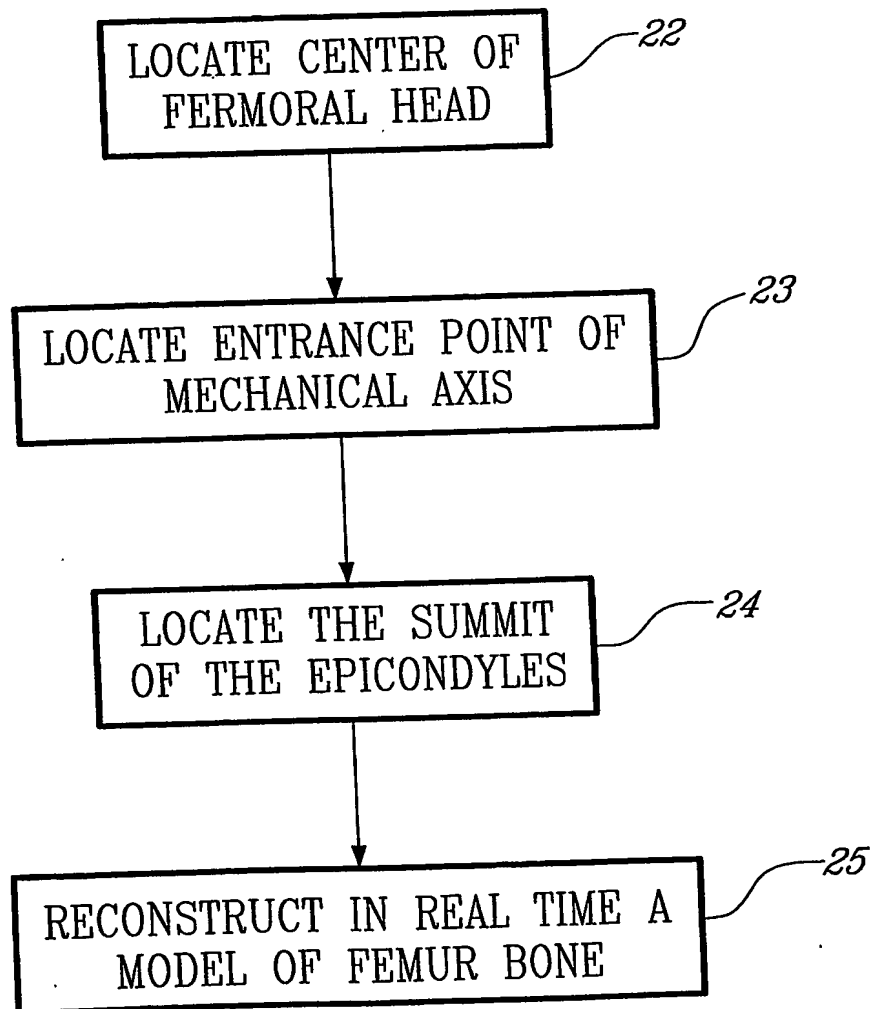 LOCATE CENTER OF
FERMORAL HEAD
22
LOCATE ENTRANCE POINT OF
MECHANICAL AXIS
23
LOCATE THE SUMMIT
OF THE EPICONDYLES
24
RECONSTRUCT IN REAL TIME A
MODEL OF FEMUR BONE
25